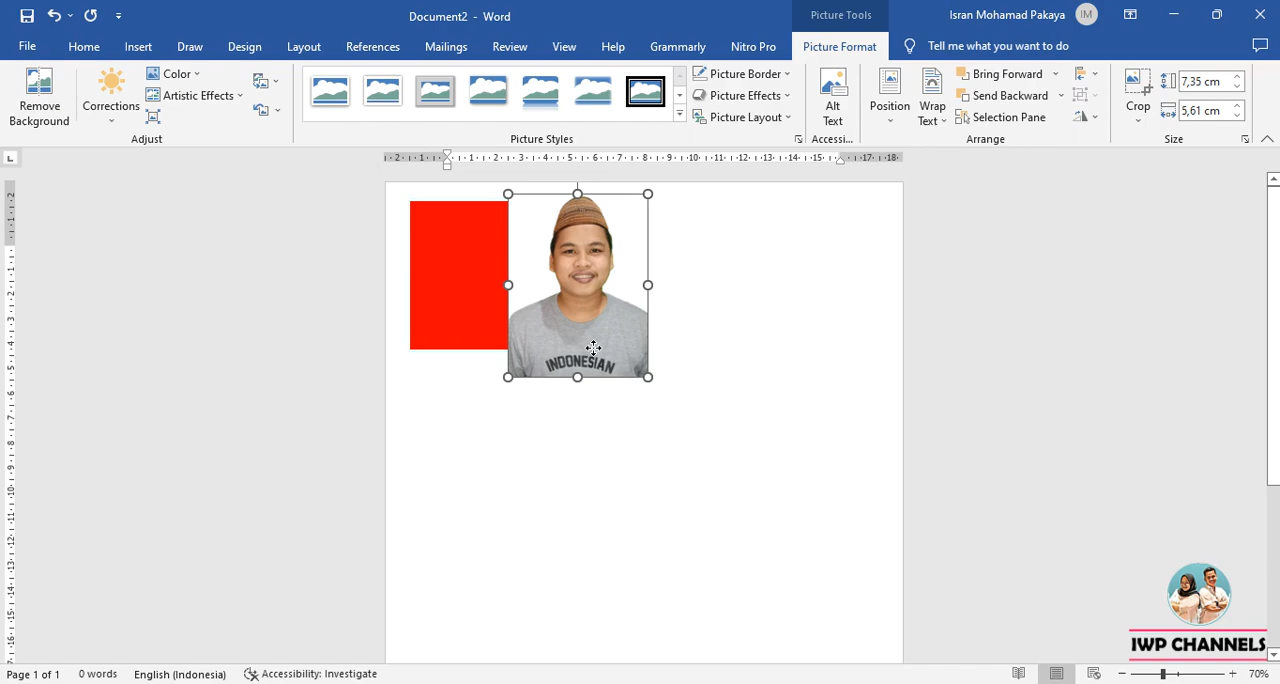 Document2 - Word
Picture Tools
Isran Mohamad Pakaya
IM
File
Home
Insert
Draw
Design
Layout
References
Mailings
Review
View
Help
Grammarly
Nitro Pro
Picture Format
Tell me what you want to do
Remove Background
Corrections
Color
Artistic Effects
Adjust
Picture Border
Picture Effects
Picture Layout
Picture Styles
Alt Text
Accessi...
Position
Wrap Text
Bring Forward
Send Backward
Selection Pane
Arrange
Crop
7,35 cm
5,61 cm
Size
INDONESIAN
IWP CHANNELS
Page 1 of 1
0 words
English (Indonesia)
Accessibility: Investigate
70%